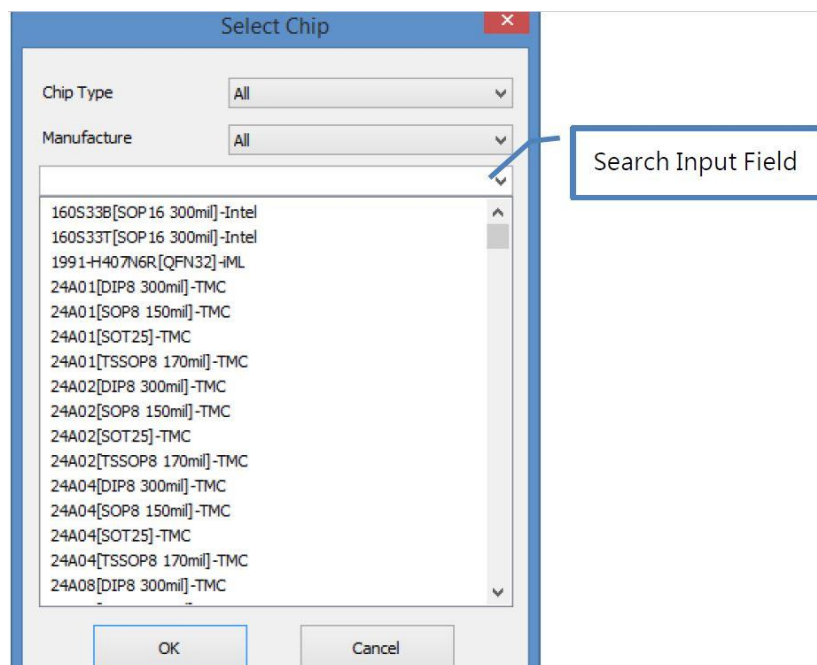 Select Chip
Chip Type
All
Manufacture
All
Search Input Field
160S33B[SOP16 300mil]-Intel
160S33T[SOP16 300mil]-Intel
1991-H407N6R[QFN32]-iML
24A01[DIP8 300mil]-TMC
24A01[SOP8 150mil]-TMC
24A01[SOT25]-TMC
24A01[TSSOP8 170mil]-TMC
24A02[DIP8 300mil]-TMC
24A02[SOP8 150mil]-TMC
24A02[SOT25]-TMC
24A02[TSSOP8 170mil]-TMC
24A04[DIP8 300mil]-TMC
24A04[SOP8 150mil]-TMC
24A04[SOT25]-TMC
24A04[TSSOP8 170mil]-TMC
24A08[DIP8 300mil]-TMC
OK
Cancel